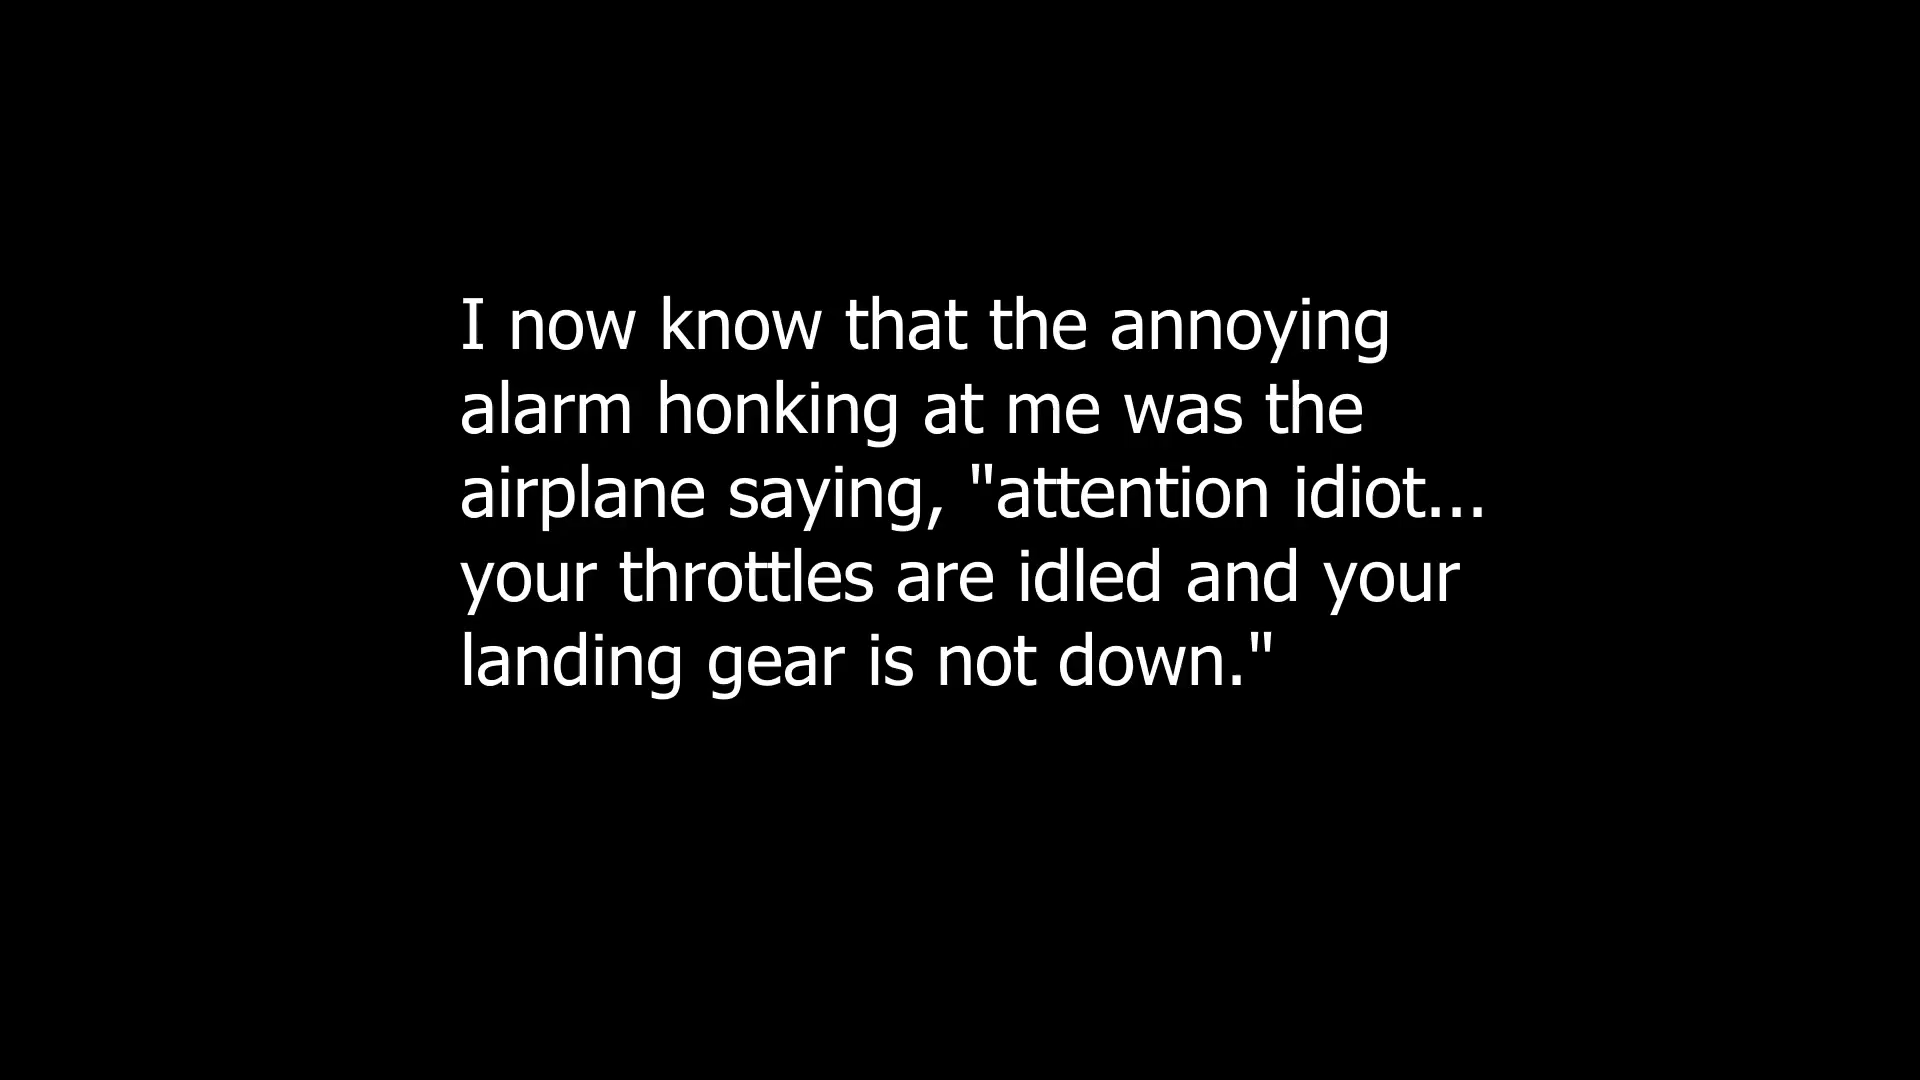 I now know that the annoying
alarm honking at me was the
airplane saying, "attention idiot...
your throttles are idled and your
landing gear is not down."